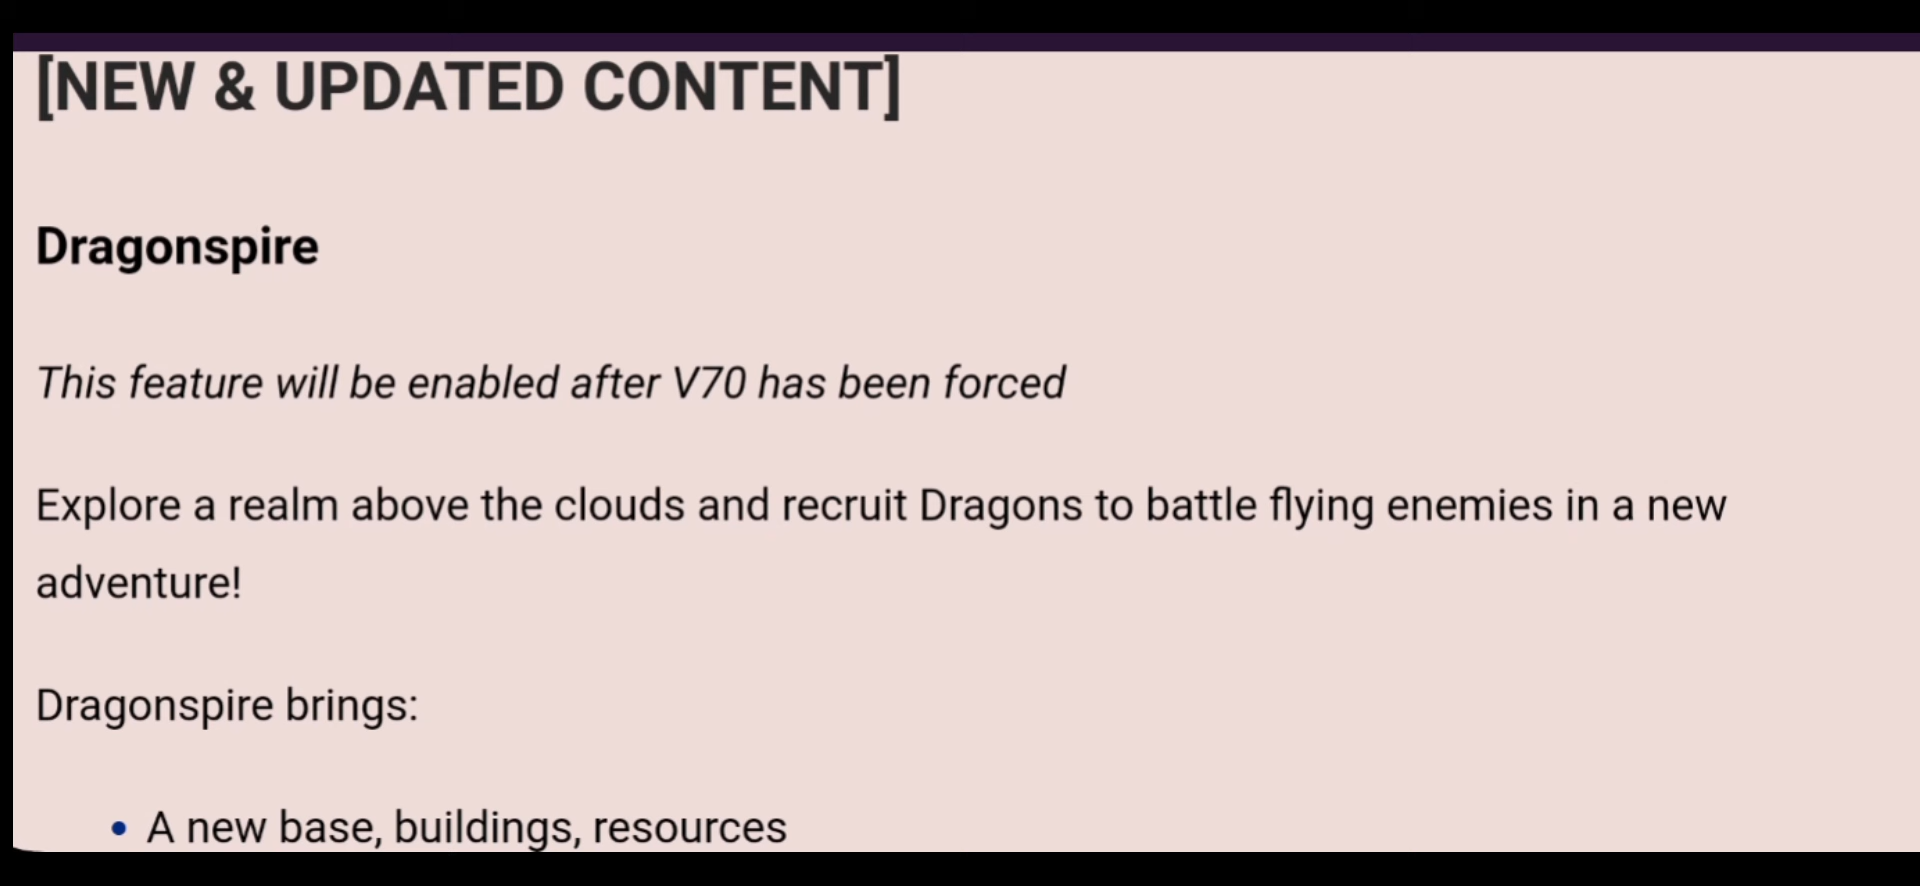 [NEW & UPDATED CONTENT]
Dragonspire
This feature will be enabled after V70 has been forced
Explore a realm above the clouds and recruit Dragons to battle flying enemies in a new
adventure!
Dragonspire brings:
• A new base, buildings, resources